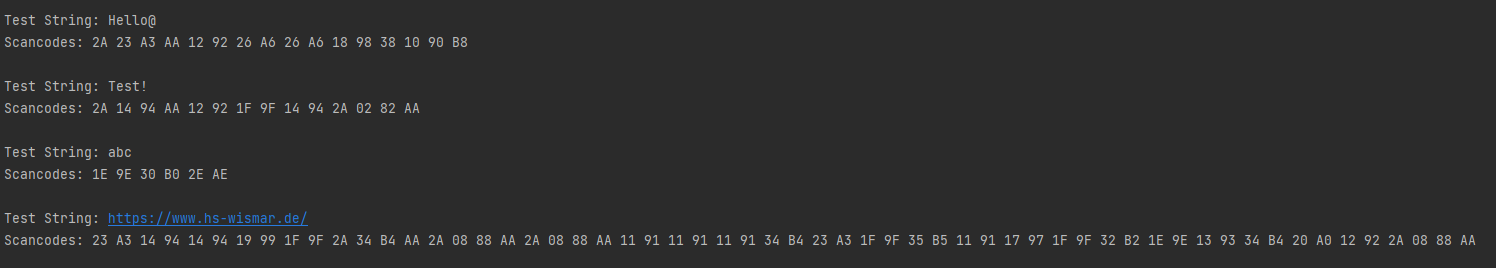 Test String: Hello@
Scancodes: 2A 23 A3 AA 12 92 26 A6 26 A6 18 98 38 10 90 B8
Test String: Test!
Scancodes: 2A 14 94 AA 12 92 1F 9F 14 94 2A 02 82 AA
Test String: abc
Scancodes: 1E 9E 30 B0 2E AE
Test String: https://www.hs-wismar.de/
Scancodes: 23 A3 14 94 14 94 19 99 1F 9F 2A 34 B4 AA 2A 08 88 AA 2A 08 88 AA 11 91 11 91 11 91 34 B4 23 A3 1F 9F 35 B5 11 91 17 97 1F 9F 32 B2 1E 9E 13 93 34 B4 20 A0 12 92 2A 08 88 AA